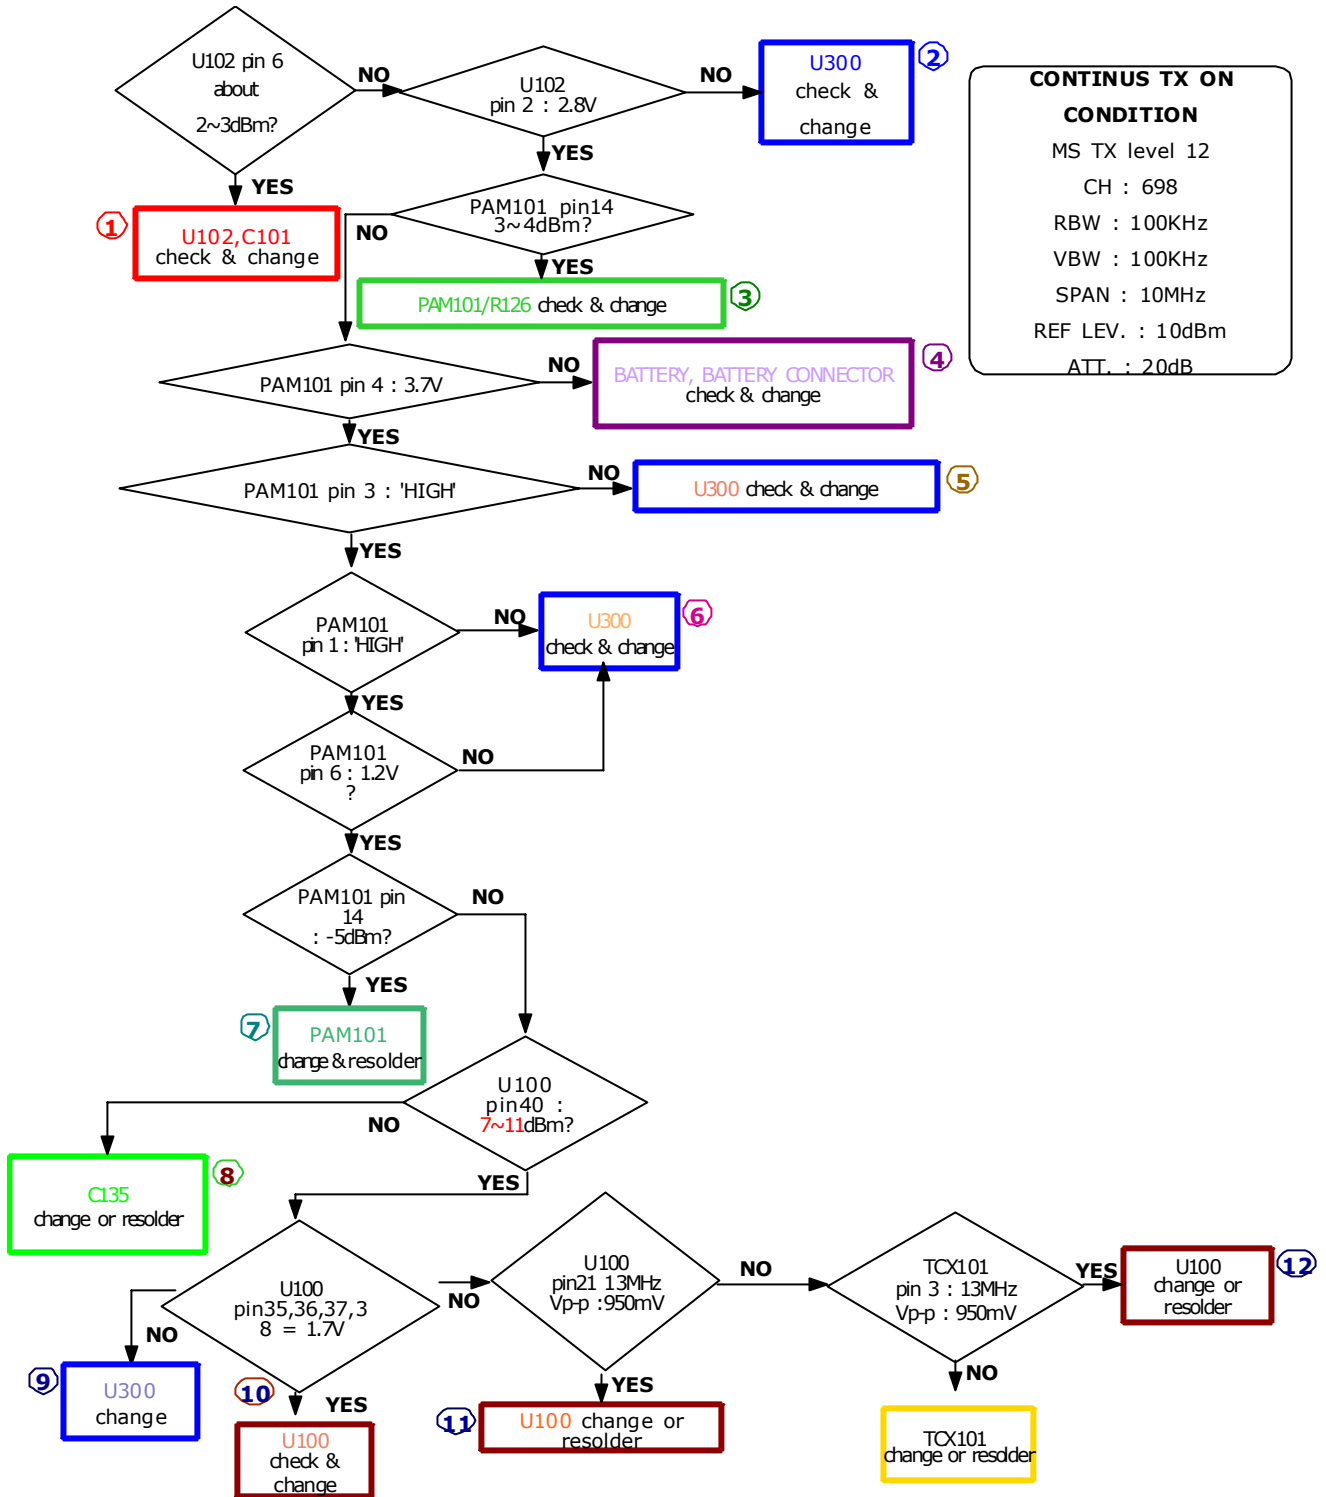 U102 pin 6
about
2~3dBm?
NO
U102
pin 2 : 2.8V
NO
U300
check &
change
2
CONTINUS TX ON
CONDITION
MS TX level 12
CH : 698
RBW : 100KHz
VBW : 100KHz
SPAN : 10MHz
REF LEV. : 10dBm
ATT. : 20dB
YES
YES
1
U102,C101
check & change
PAM101 pin14
3~4dBm?
NO
YES
PAM101/R126 check & change
3
PAM101 pin 4 : 3.7V
NO
BATTERY, BATTERY CONNECTOR
check & change
4
YES
PAM101 pin 3 : 'HIGH'
NO
U300 check & change
5
YES
PAM101
pin 1 : 'HIGH'
NO
U300
check & change
6
YES
PAM101
pin 6 : 1.2V
?
NO
YES
PAM101 pin
14
: -5dBm?
NO
YES
7
PAM101
change & resolder
U100
pin40 :
7~11dBm?
NO
YES
C135
change or resolder
8
U100
pin35,36,37,3
8 = 1.7V
NO
NO
U100
pin21 13MHz
Vp-p : 950mV
NO
TCX101
pin 3 : 13MHz
Vp-p : 950mV
YES
U100
change or
resolder
12
9
U300
change
10
YES
U100
check &
change
YES
11
U100 change or
resolder
NO
TCX101
change or resolder